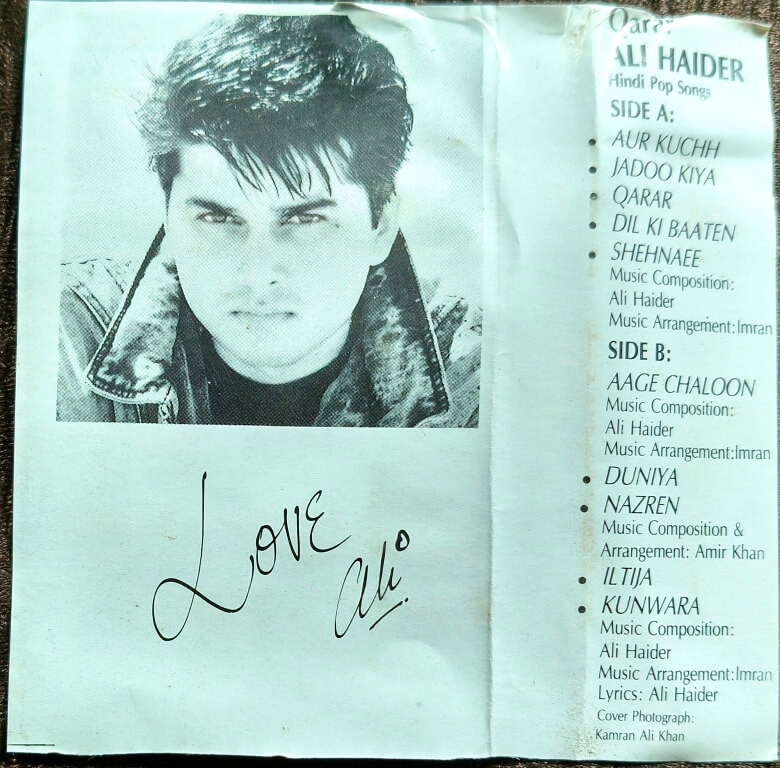 Love
Ali
Qarar
ALI HAIDER
Hindi Pop Songs
SIDE A:
• AUR KUCHH
• JADOO KIYA
• QARAR
• DIL KI BAATEN
• SHEHNAEE
Music Composition:
Ali Haider
Music Arrangement:Imran
SIDE B:
AAGE CHALOON
Music Composition:
Ali Haider
Music Arrangement:Imran
• DUNIYA
• NAZREN
Music Composition &
Arrangement: Amir Khan
• ILTIJA
• KUNWARA
Music Composition:
Ali Haider
Music Arrangement:Imran
Lyrics: Ali Haider
Cover Photograph:
Kamran Ali Khan